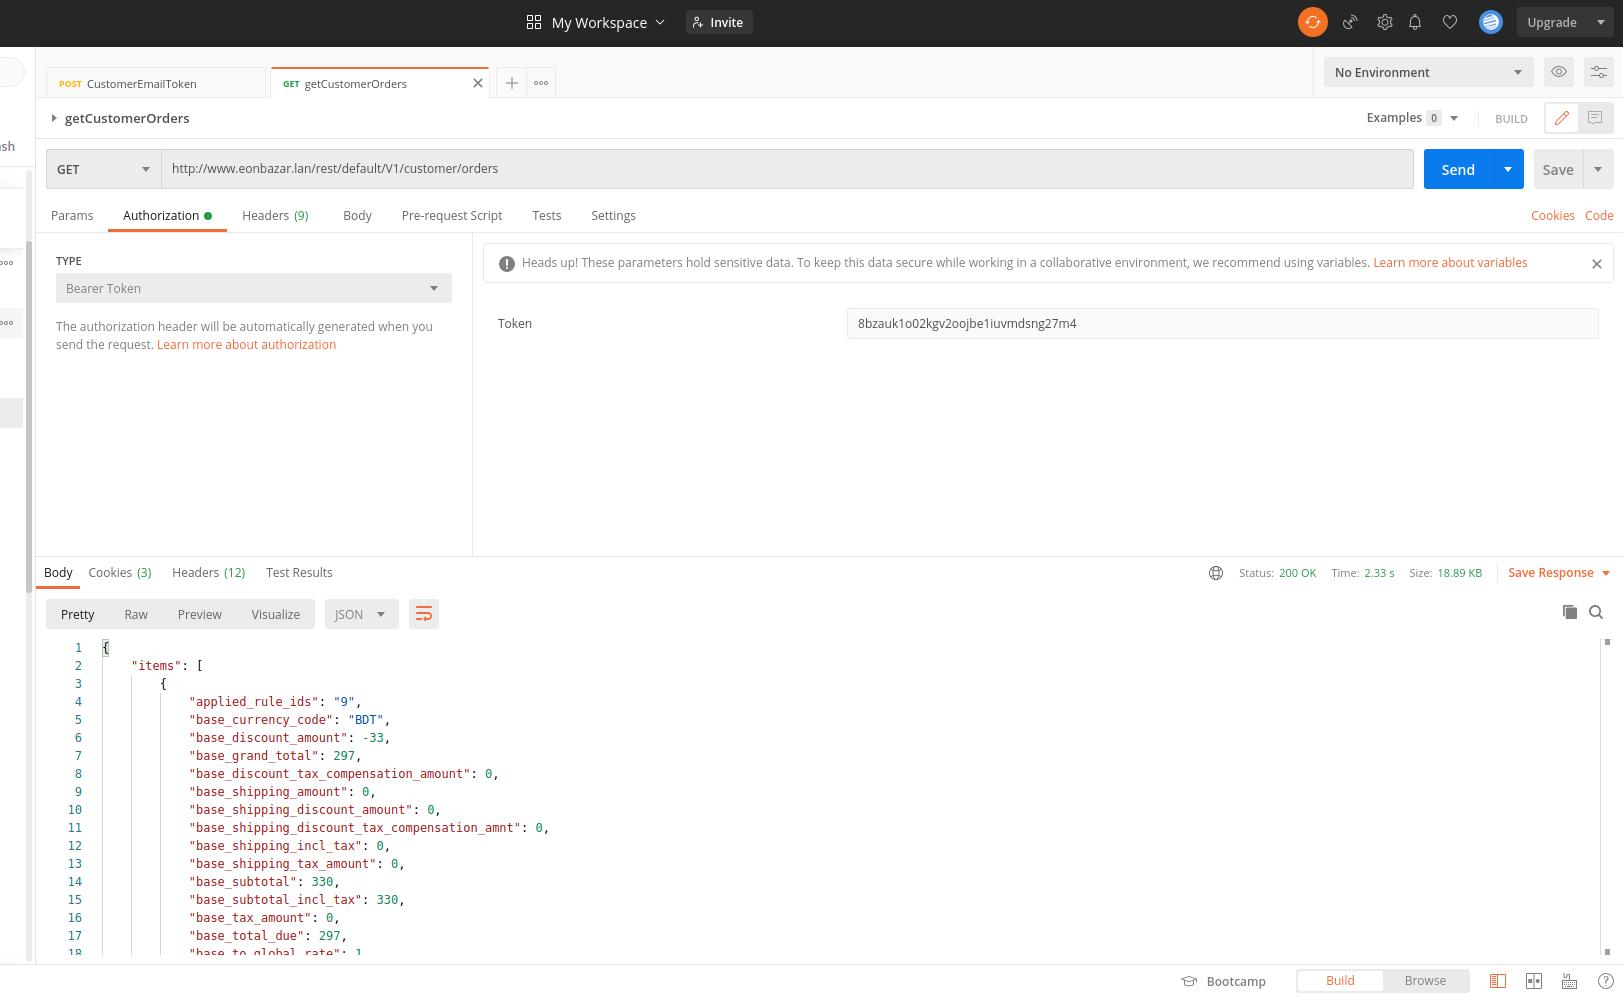 My Workspace
Invite
Upgrade
POST CustomerEmailToken
GET getCustomerOrders
No Environment
getCustomerOrders
Examples 0
BUILD
sh
GET
http://www.eonbazar.lan/rest/default/V1/customer/orders
Send
Save
Params
Authorization
Headers (9)
Body
Pre-request Script
Tests
Settings
Cookies
Code
TYPE
Bearer Token
The authorization header will be automatically generated when you
send the request. Learn more about authorization
Heads up! These parameters hold sensitive data. To keep this data secure while working in a collaborative environment, we recommend using variables. Learn more about variables
Token
8bzauk1o02kgv2oojbe1iuvmdsng27m4
Body
Cookies (3)
Headers (12)
Test Results
Status: 200 OK
Time: 2.33 s
Size: 18.89 KB
Save Response
Pretty
Raw
Preview
Visualize
JSON
1 {
2 "items": [
3 {
4 "applied_rule_ids": "9",
5 "base_currency_code": "BDT",
6 "base_discount_amount": -33,
7 "base_grand_total": 297,
8 "base_discount_tax_compensation_amount": 0,
9 "base_shipping_amount": 0,
10 "base_shipping_discount_amount": 0,
11 "base_shipping_discount_tax_compensation_amnt": 0,
12 "base_shipping_incl_tax": 0,
13 "base_shipping_tax_amount": 0,
14 "base_subtotal": 330,
15 "base_subtotal_incl_tax": 330,
16 "base_tax_amount": 0,
17 "base_total_due": 297,
18 "base_to_global_rate": 1,
Bootcamp
Build
Browse